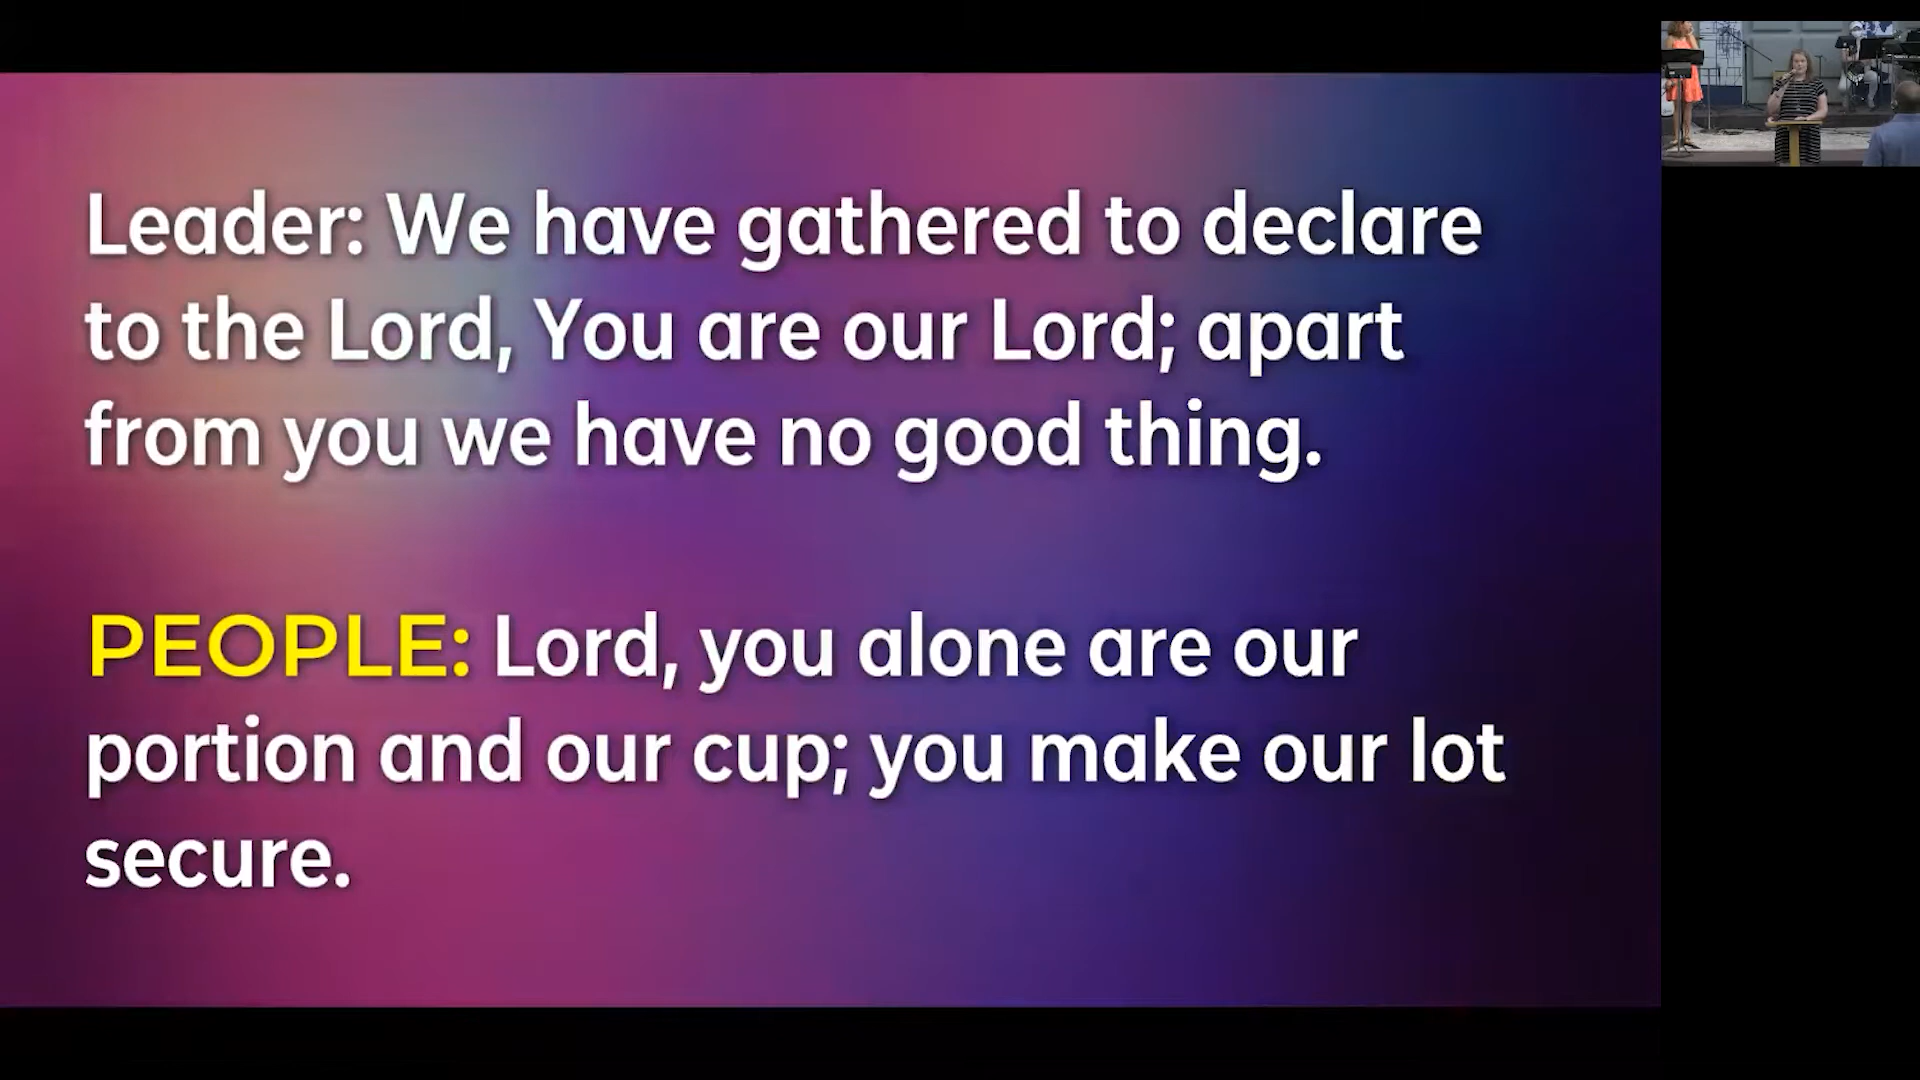 Leader: We have gathered to declare
to the Lord, You are our Lord; apart
from you we have no good thing.
PEOPLE: Lord, you alone are our
portion and our cup; you make our lot
secure.